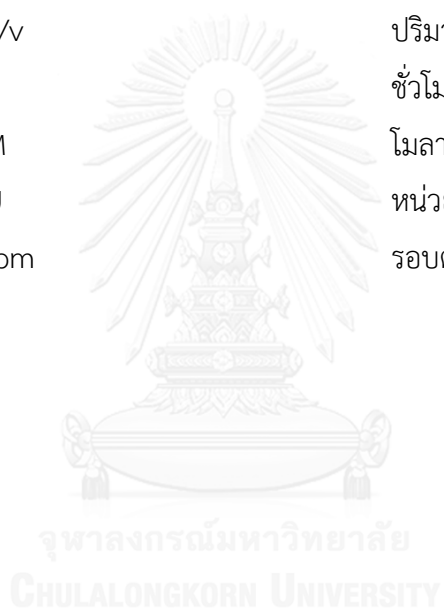 /v ปริมา
ชั่วโม
โมลา
หน่ว
om รอบ
จุฬาลงกรณ์มหาวิทยาลัย
CHULALONGKORN UNIVERSITY